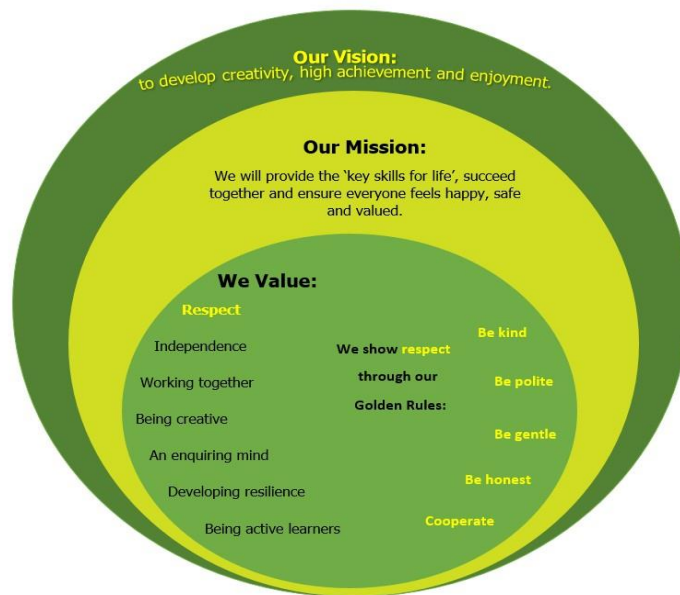 Our Vision:
to develop creativity, high achievement and enjoyment.
Our Mission:
We will provide the ‘key skills for life’, succeed
together and ensure everyone feels happy, safe
and valued.
We Value:
Respect
Independence
Working together
Being creative
An enquiring mind
Developing resilience
Being active learners
We show respect
through our
Golden Rules:
Be kind
Be polite
Be gentle
Be honest
Cooperate